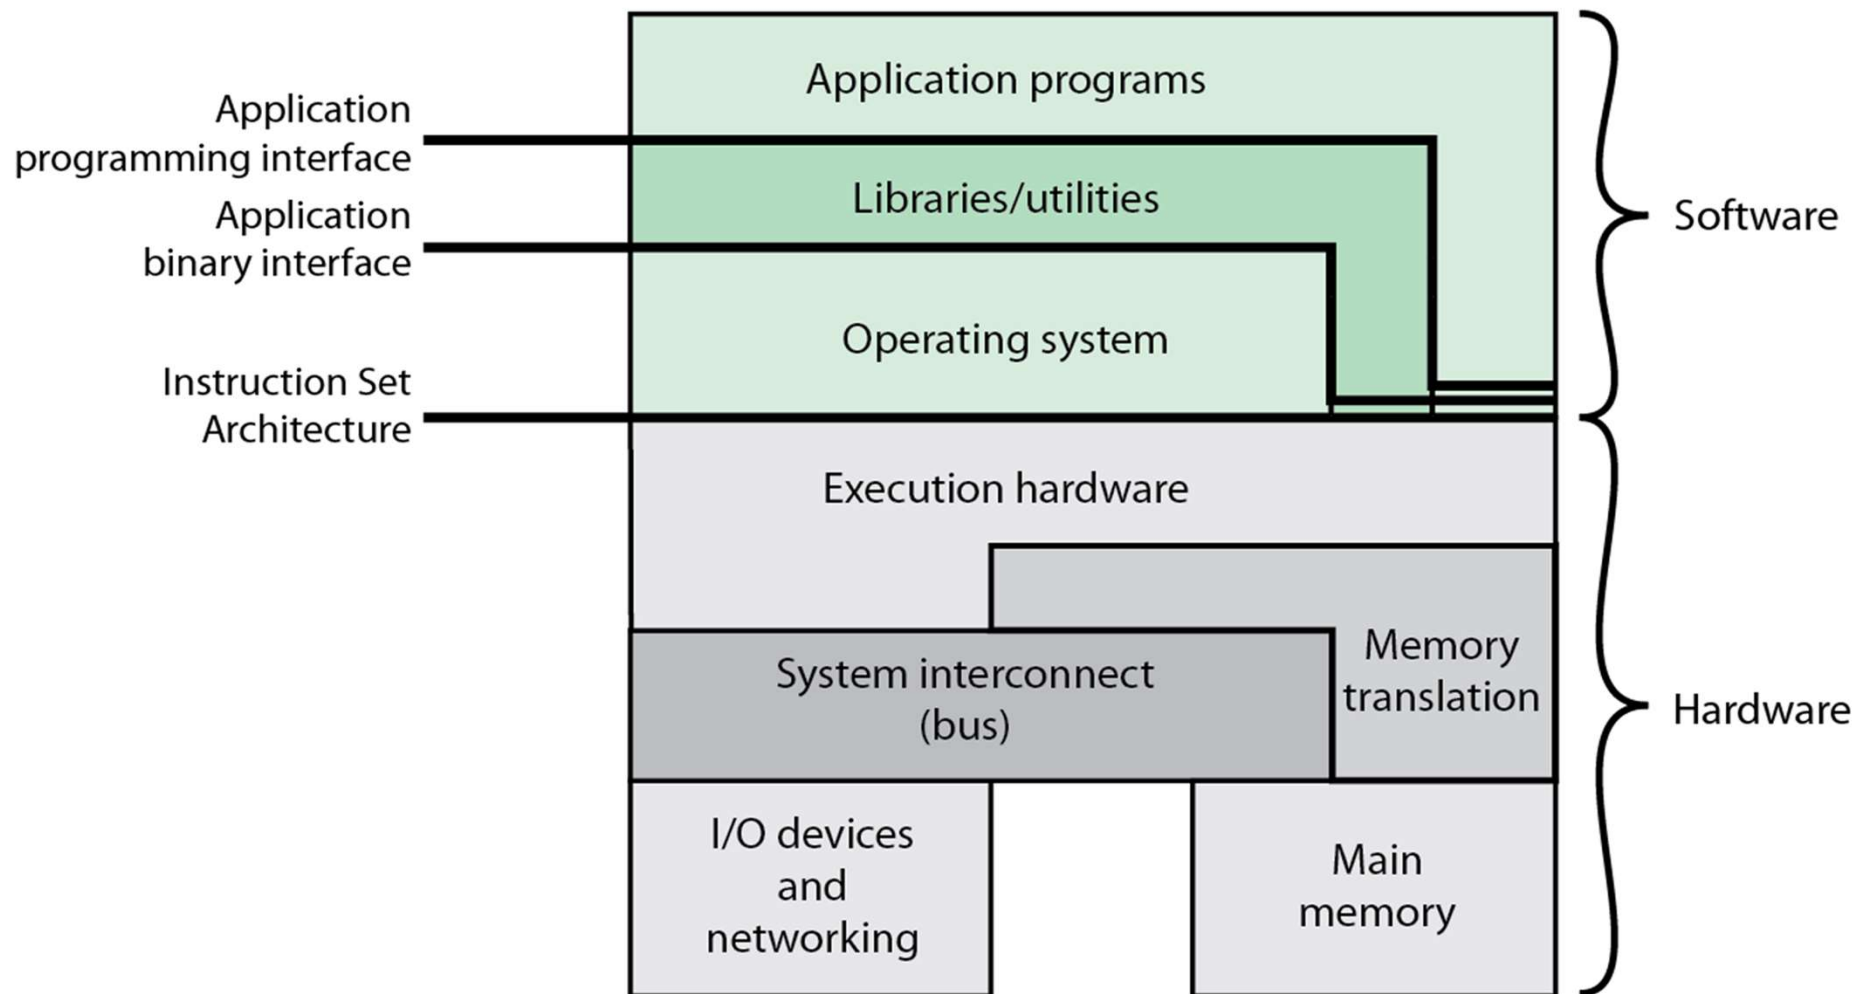 Application programs
Application
programming interface
Libraries/utilities
Application
binary interface
Software
Operating system
Instruction Set
Architecture
Execution hardware
Memory
translation
System interconnect
(bus)
Hardware
I/O devices
and
networking
Main
memory